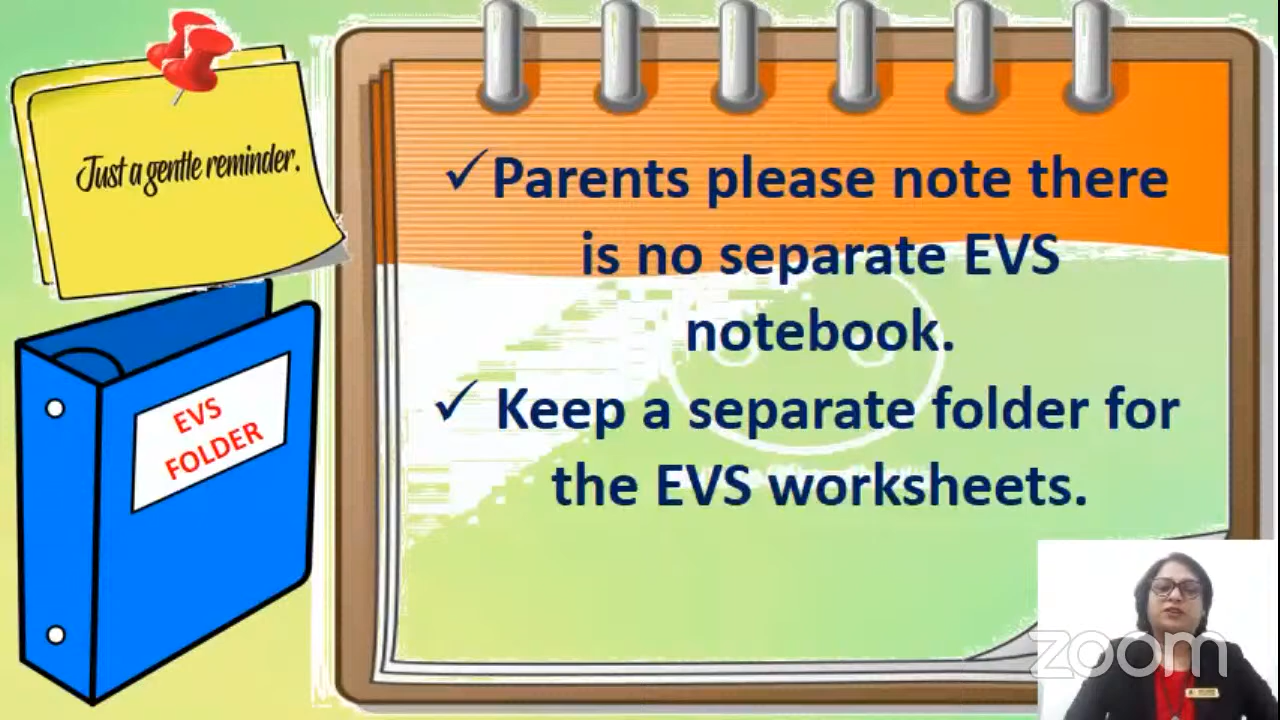 Just a gentle reminder.
EVS
FOLDER
✓Parents please note there
is no separate EVS
notebook.
✓ Keep a separate folder for
the EVS worksheets.
zoom